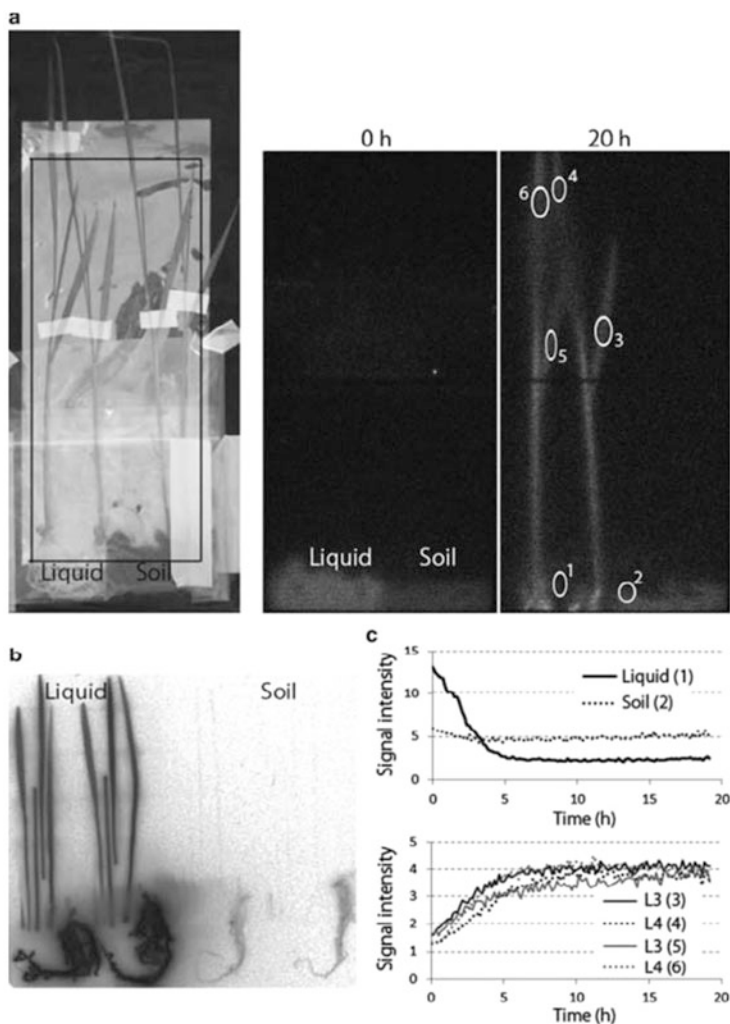 a
0 h
20 h
Liquid Soil
Liquid Soil
6 4
5 3
1 2
b
Liquid Soil
c
Signal intensity
15
10
5
0
Liquid (1)
Soil (2)
0 5 10 15 20
Time (h)
Signal intensity
5
4
3
2
1
0
L3 (3)
L4 (4)
L3 (5)
L4 (6)
0 5 10 15 20
Time (h)